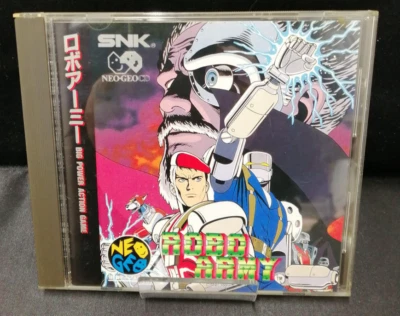 ロボアーミー BIG POWER ACTION GAME
SNK®
NEO・GEO CD
ROBO
ARMY
NEO
GEO